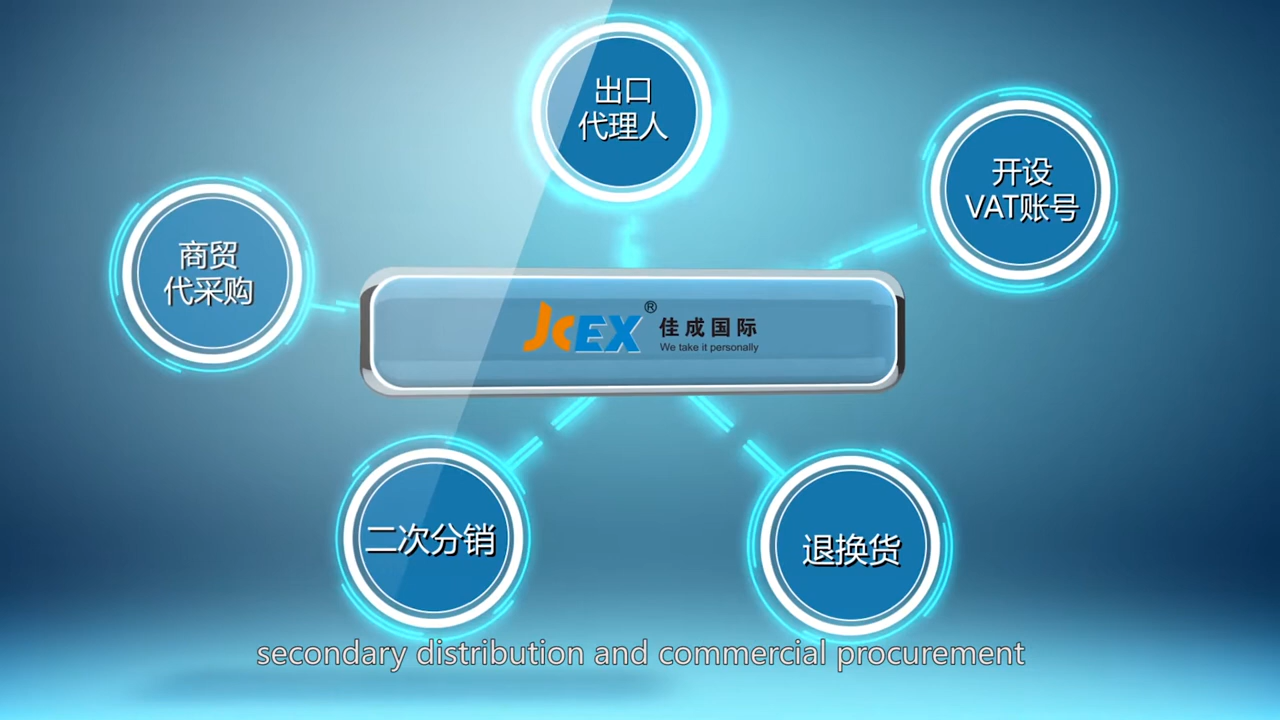 出口
代理人
开设
VAT账号
商贸
代采购
JCEX® 佳成国际
We take it personally
二次分销
退换货
secondary distribution and commercial procurement